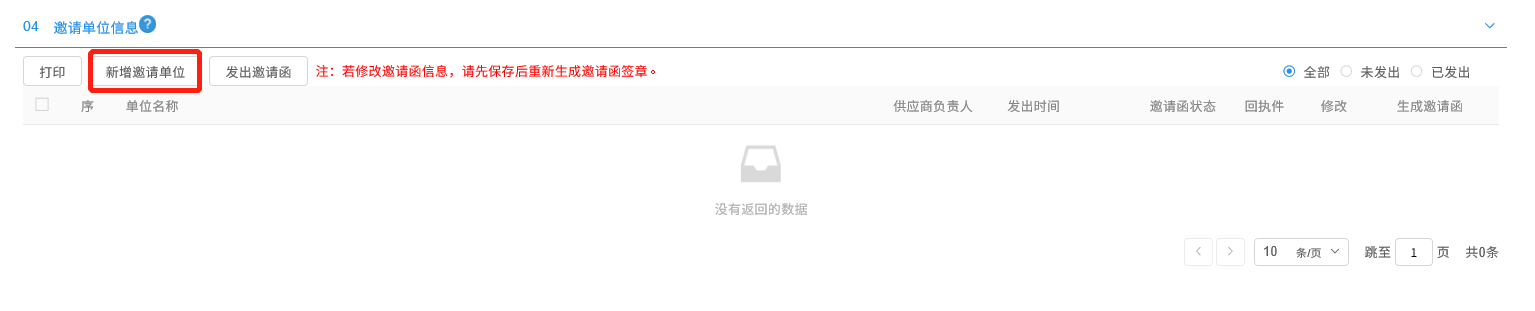 04 邀请单位信息?
打印 新增邀请单位 发出邀请函 注：若修改邀请函信息，请先保存后重新生成邀请函签章。 全部 未发出 已发出
序 单位名称 供应商负责人 发出时间 邀请函状态 回执件 修改 生成邀请函
没有返回的数据
10 条/页 跳至 1 页 共0条